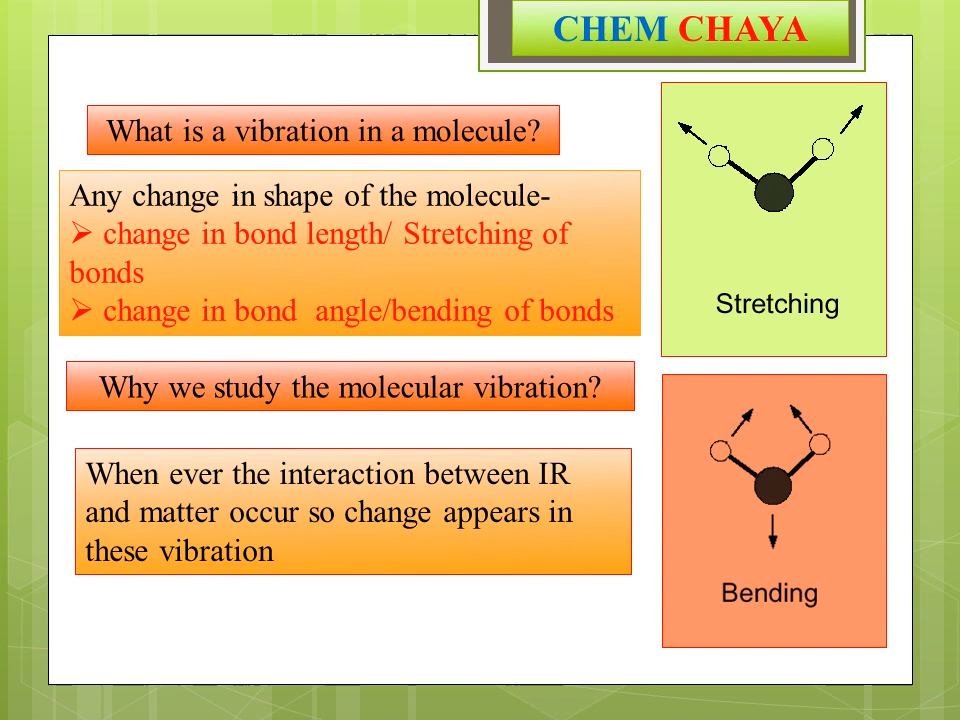 CHEM CHAYA
What is a vibration in a molecule?
Any change in shape of the molecule-
➢ change in bond length/ Stretching of
bonds
➢ change in bond  angle/bending of bonds
Why we study the molecular vibration?
When ever the interaction between IR
and matter occur so change appears in
these vibration
Stretching
Bending